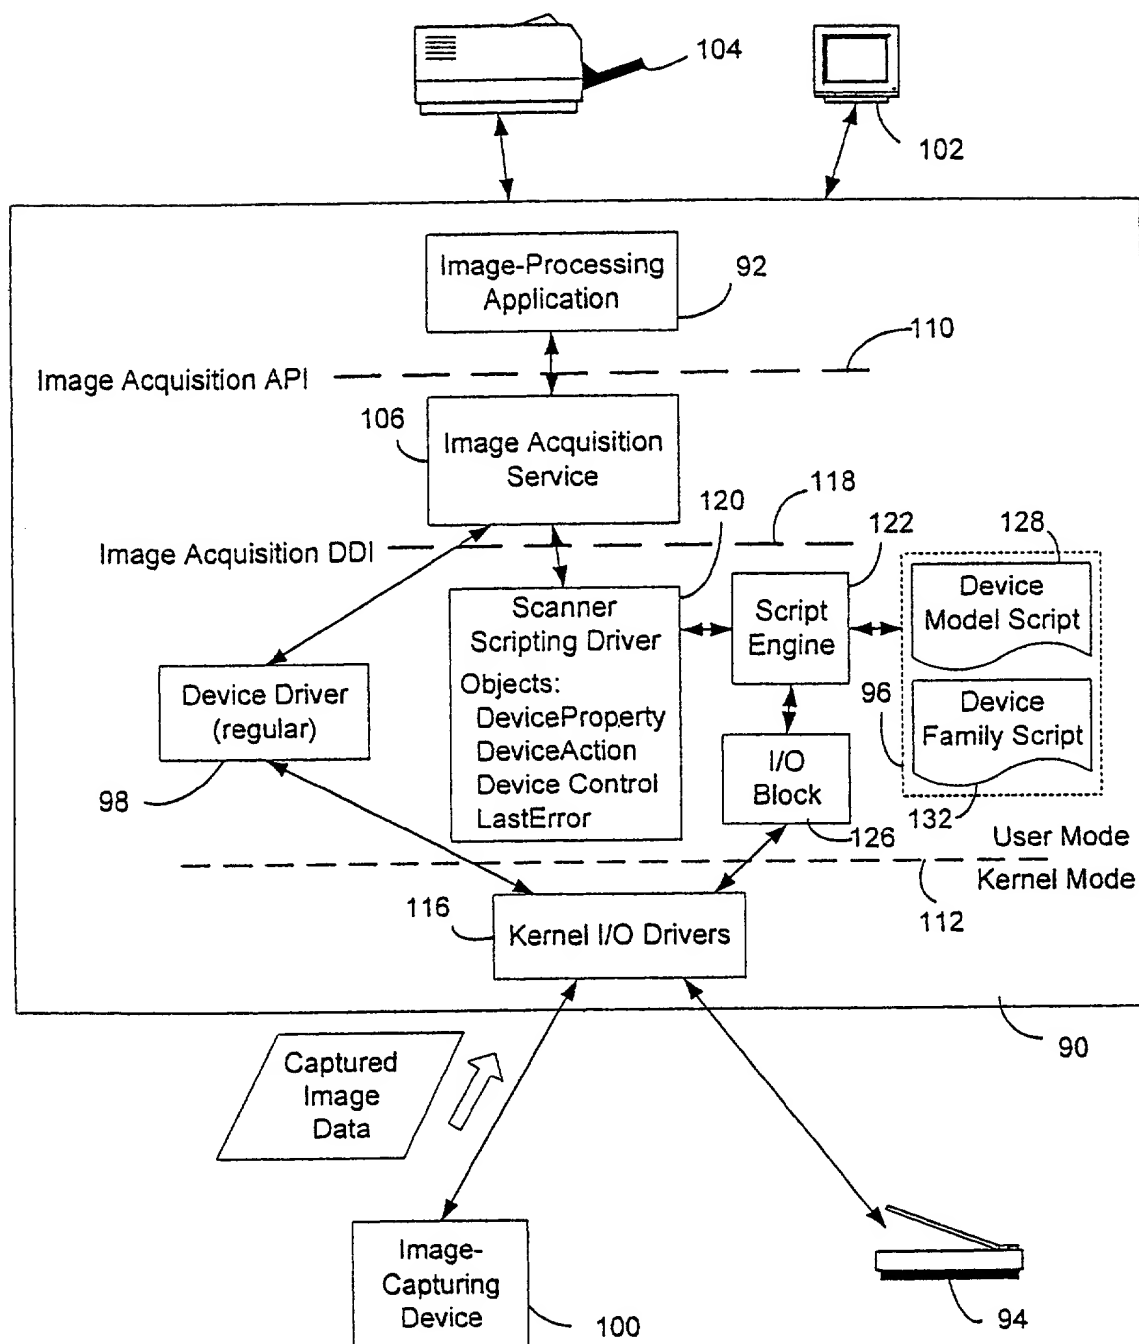 104
102
Image-Processing
Application
92
110
Image Acquisition API
106
Image Acquisition
Service
120
118
122
128
Image Acquisition DDI
Scanner
Scripting Driver
Objects:
DeviceProperty
DeviceAction
Device Control
LastError
Script
Engine
Device
Model Script
Device
Family Script
96
Device Driver
(regular)
98
I/O
Block
126
132
User Mode
Kernel Mode
112
116
Kernel I/O Drivers
90
Captured
Image
Data
Image-
Capturing
Device
100
94